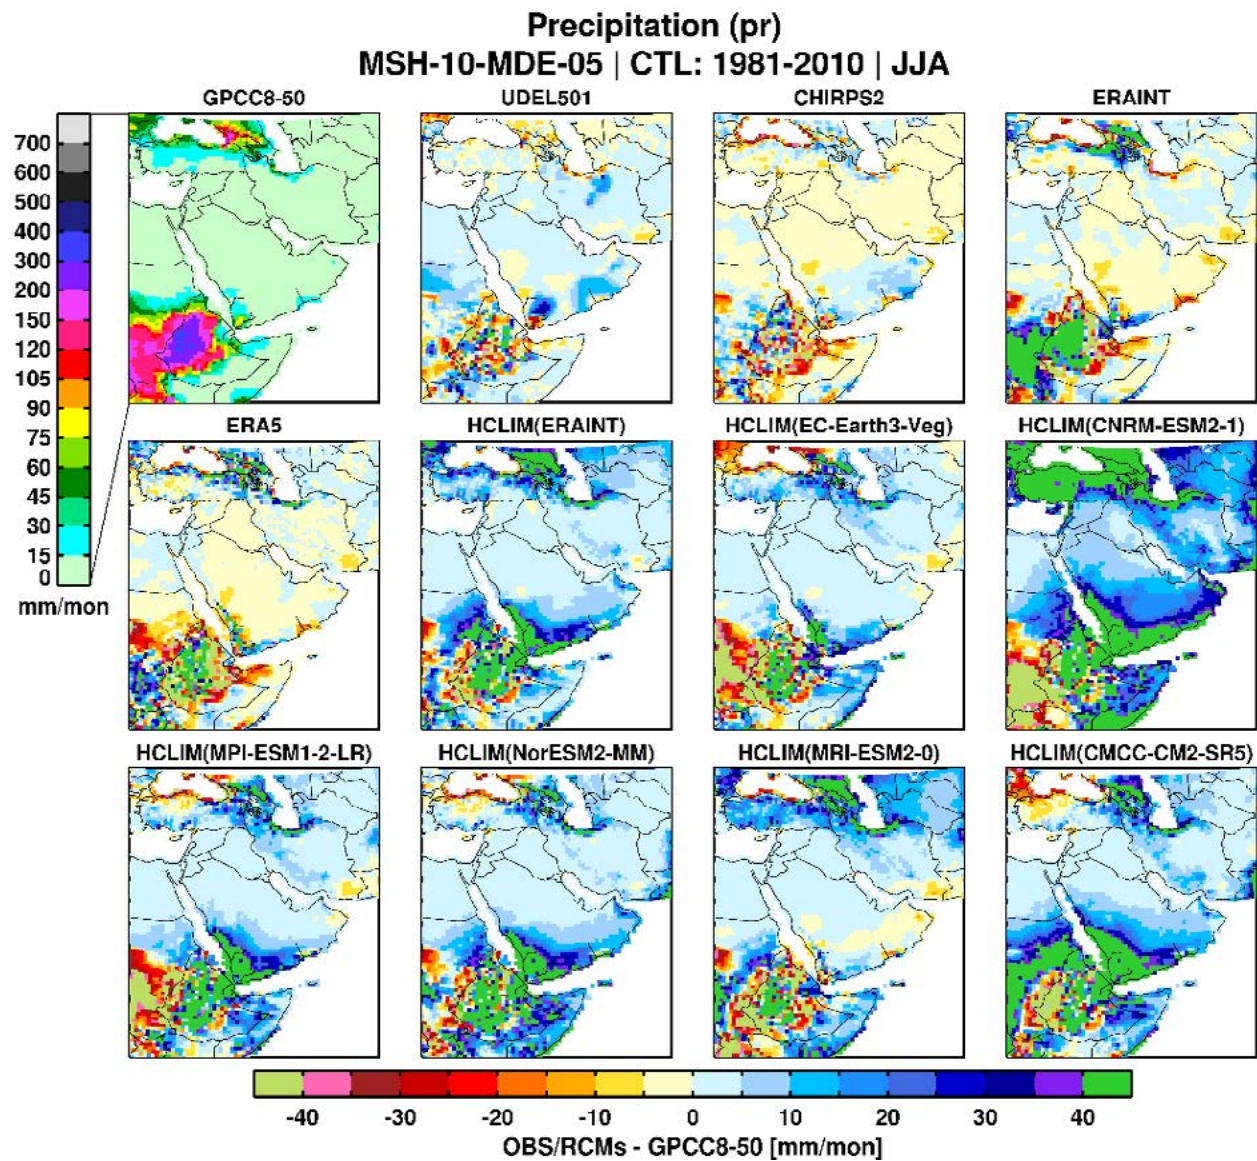 Precipitation (pr)
MSH-10-MDE-05 | CTL: 1981-2010 | JJA
GPCC8-50 UDEL501 CHIRPS2 ERAINT
700
600
500
400
300
200
150
120
105
90
75
60
45
30
15
0
mm/mon
ERA5 HCLIM(ERAINT) HCLIM(EC-Earth3-Veg) HCLIM(CNRM-ESM2-1)
HCLIM(MPI-ESM1-2-LR) HCLIM(NorESM2-MM) HCLIM(MRI-ESM2-0) HCLIM(CMCC-CM2-SR5)
-40 -30 -20 -10 0 10 20 30 40
OBS/RCMs - GPCC8-50 [mm/mon]